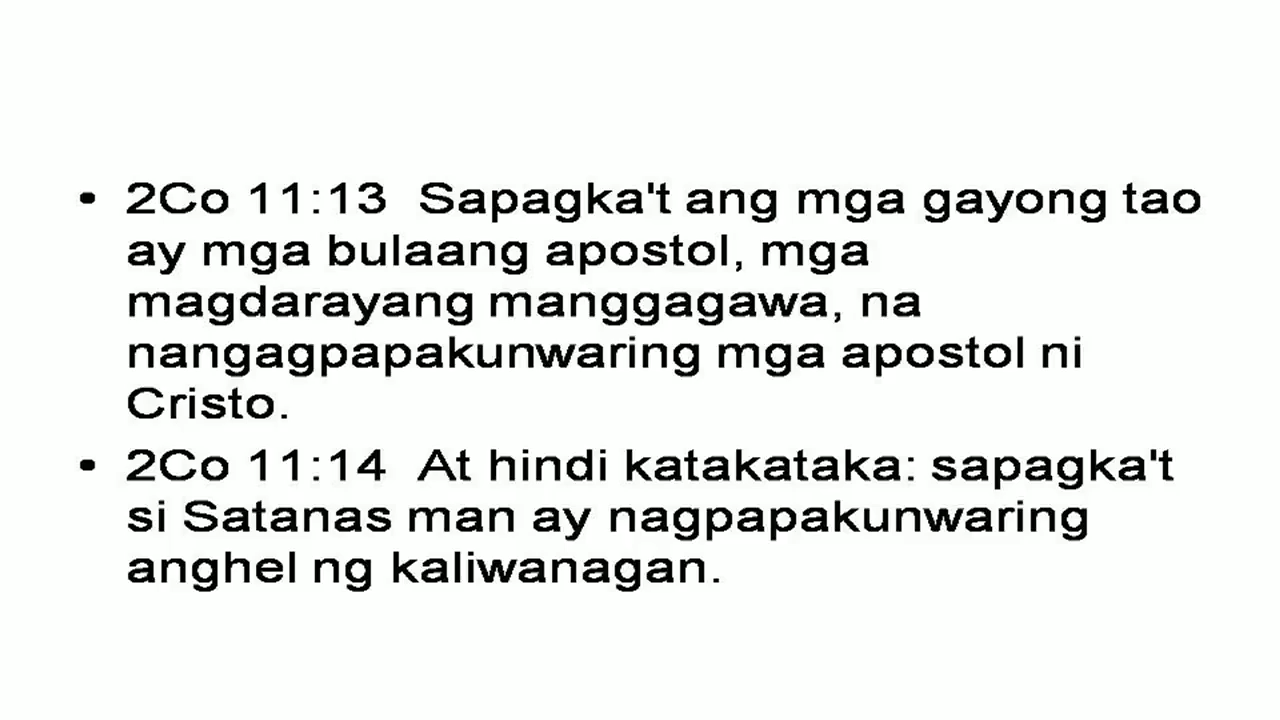 • 2Co 11:13  Sapagka't ang mga gayong tao
ay mga bulaang apostol, mga
magdarayang manggagawa, na
nangagpapakunwaring mga apostol ni
Cristo.
• 2Co 11:14  At hindi katakataka: sapagka't
si Satanas man ay nagpapakunwaring
anghel ng kaliwanagan.